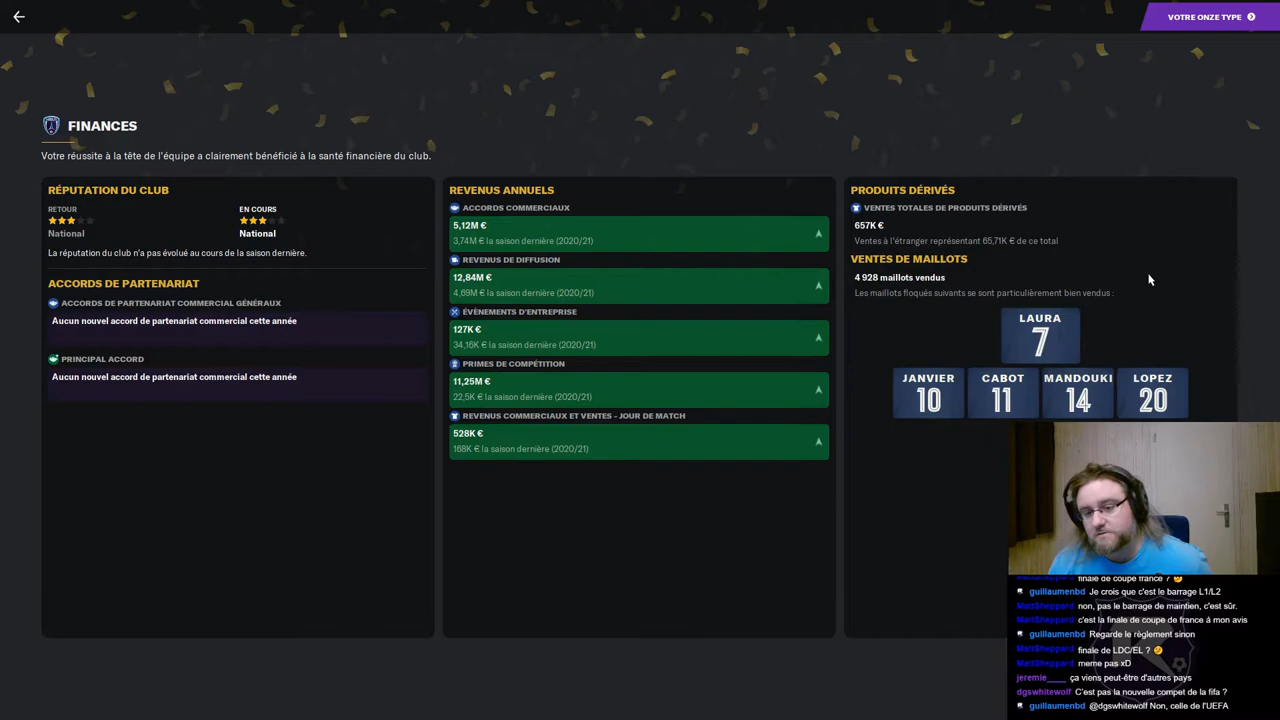 VOTRE ONZE TYPE
FINANCES
Votre réussite à la tête de l'équipe a clairement bénéficié à la santé financière du club.
RÉPUTATION DU CLUB
RETOUR
EN COURS
National
National
La réputation du club n'a pas évolué au cours de la saison dernière.
ACCORDS DE PARTENARIAT
ACCORDS DE PARTENARIAT COMMERCIAL GÉNÉRAUX
Aucun nouvel accord de partenariat commercial cette année
PRINCIPAL ACCORD
Aucun nouvel accord de partenariat commercial cette année
REVENUS ANNUELS
ACCORDS COMMERCIAUX
5,12M €
3,74M € la saison dernière (2020/21)
REVENUS DE DIFFUSION
12,84M €
4,69M € la saison dernière (2020/21)
ÉVÈNEMENTS D'ENTREPRISE
127K €
34,16K € la saison dernière (2020/21)
PRIMES DE COMPÉTITION
11,25M €
22,5K € la saison dernière (2020/21)
REVENUS COMMERCIAUX ET VENTES - JOUR DE MATCH
528K €
168K € la saison dernière (2020/21)
PRODUITS DÉRIVÉS
VENTES TOTALES DE PRODUITS DÉRIVÉS
657K €
Ventes à l'étranger représentant 65,71K € de ce total
VENTES DE MAILLOTS
4 928 maillots vendus
Les maillots floqués suivants se sont particulièrement bien vendus :
LAURA
7
JANVIER
10
CABOT
11
MANDOUKI
14
LOPEZ
20
finale de coupe france ?
guillaumenbd Je crois que c'est le barrage L1/L2
MattSheppard non, pas le barrage de maintien, c'est sûr.
MattSheppard c'est la finale de coupe de france à mon avis
guillaumenbd Regarde le règlement sinon
MattSheppard finale de LDC/EL ?
MattSheppard meme pas xD
jeremie____ ça viens peut-être d'autres pays
dgswhitewolf C'est pas la nouvelle compet de la fifa ?
guillaumenbd @dgswhitewolf Non, celle de l'UEFA